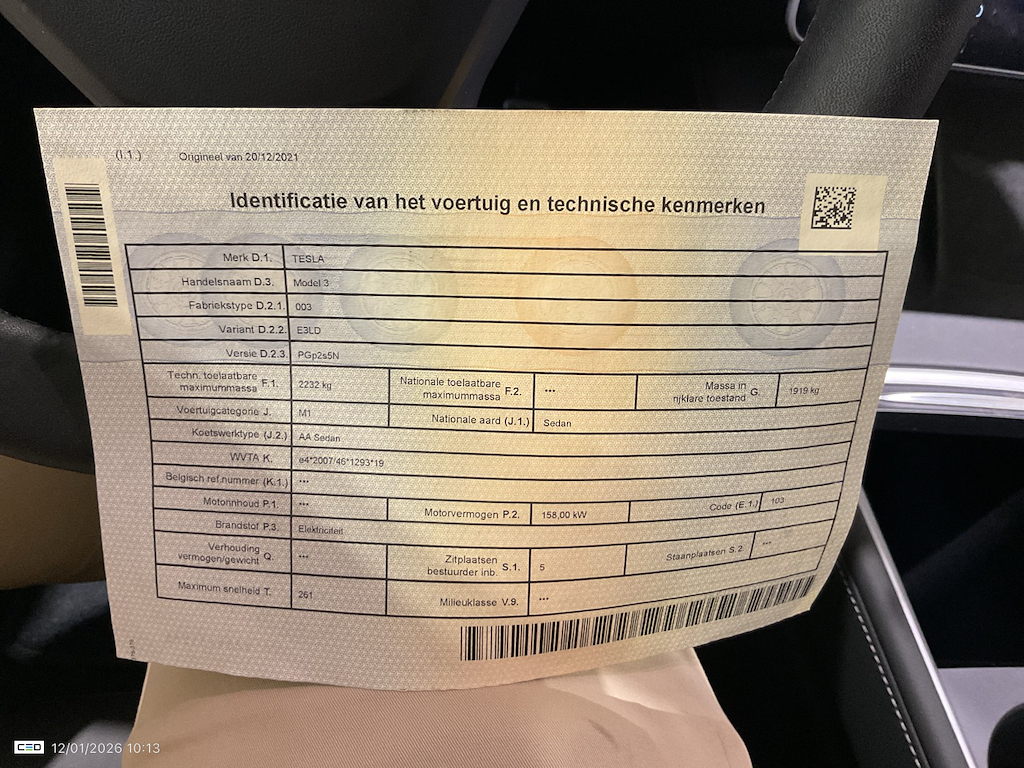 (I.1.) Origineel van 20/12/2021
Identificatie van het voertuig en technische kenmerken
Merk D.1. TESLA
Handelsnaam D.3. Model 3
Fabriekstype D.2.1. 003
Variant D.2.2. E3LD
Versie D.2.3. PGp2s5N
Techn. toelaatbare maximummassa F.1. 2232 kg Nationale toelaatbare maximummassa F.2. *** Massa in rijklare toestand G. 1919 kg
Voertuigcategorie J. M1 Nationale aard (J.1.) Sedan
Koetswerktype (J.2.) AA Sedan
WVTA K. e4*2007/46*1293*19
Belgisch ref.nummer (K.1.) ***
Motorinhoud P.1. *** Motorvermogen P.2. 158,00 kW Code (E.1.) 103
Brandstof P.3. Elektriciteit
Verhouding vermogen/gewicht Q. *** Zitplaatsen bestuurder inb. S.1. 5 Staanplaatsen S.2. ***
Maximum snelheid T. 261 Milieuklasse V.9. ***
CEO 12/01/2026 10:13